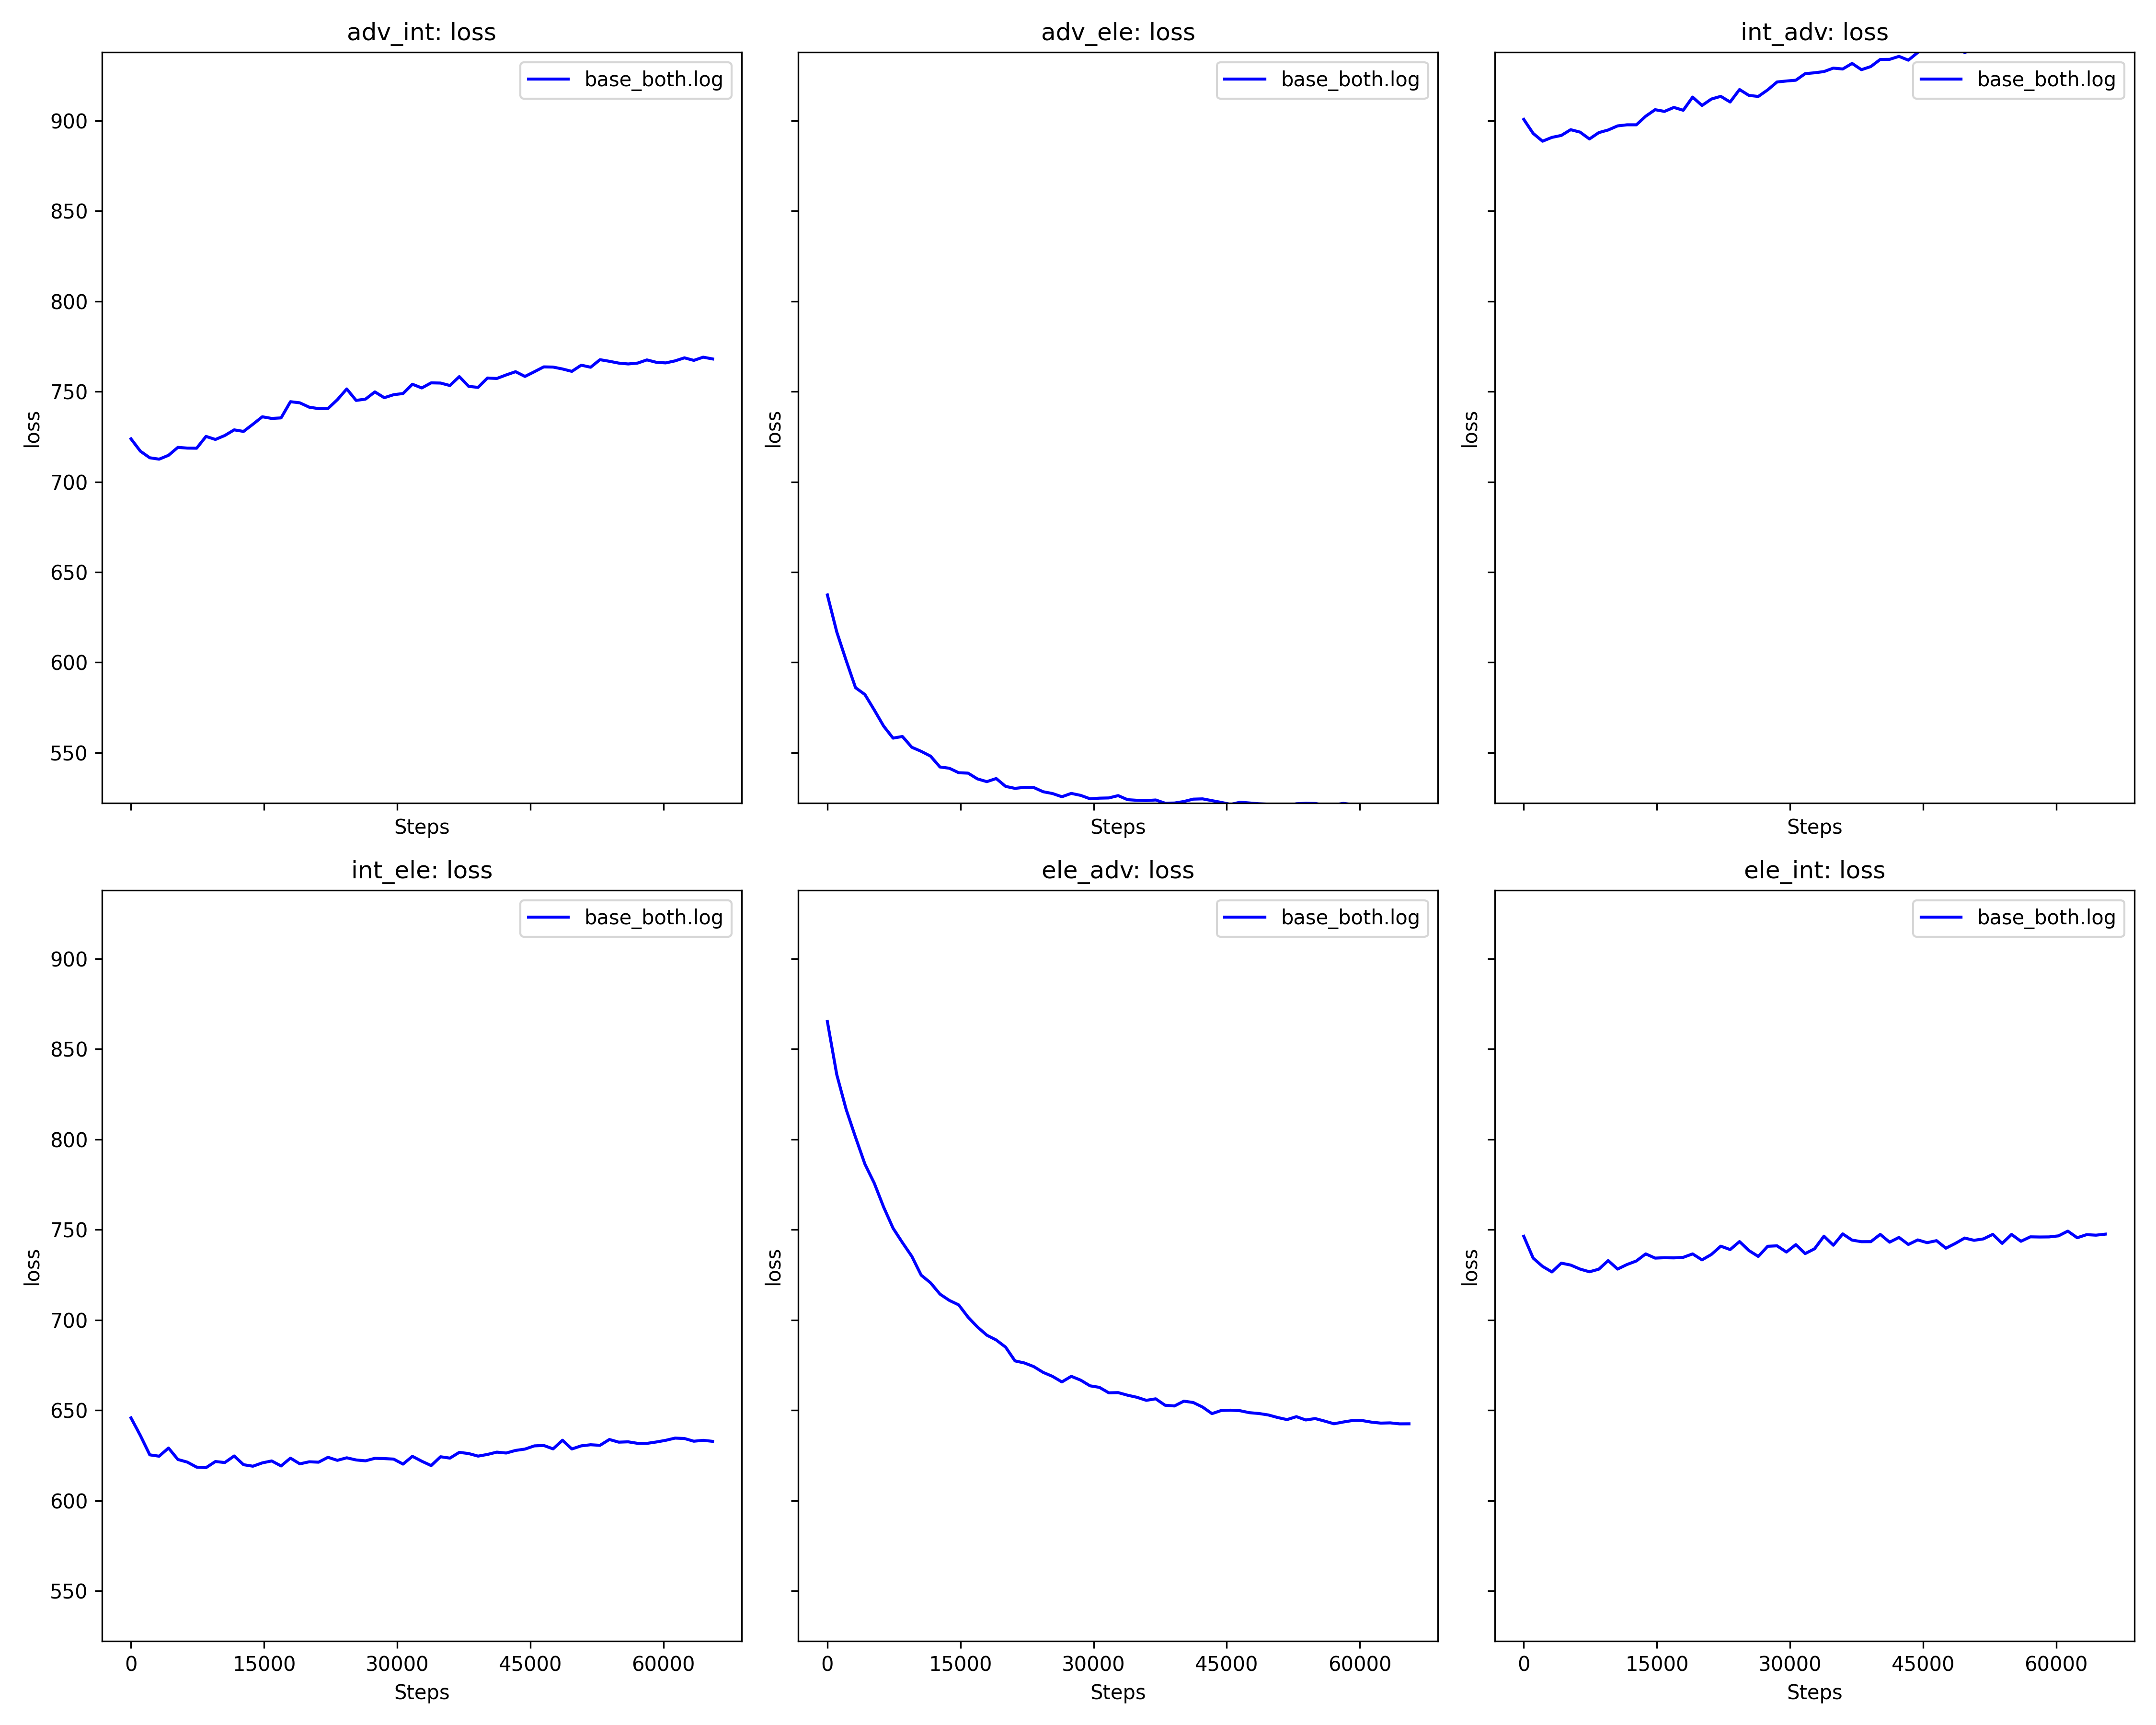 adv_int: loss
adv_ele: loss
int_adv: loss
base_both.log
base_both.log
base_both.log
900
850
800
750
700
650
600
550
loss
loss
loss
Steps
Steps
Steps
int_ele: loss
ele_adv: loss
ele_int: loss
base_both.log
base_both.log
base_both.log
900
850
800
750
700
650
600
550
loss
loss
loss
0 15000 30000 45000 60000
0 15000 30000 45000 60000
0 15000 30000 45000 60000
Steps
Steps
Steps